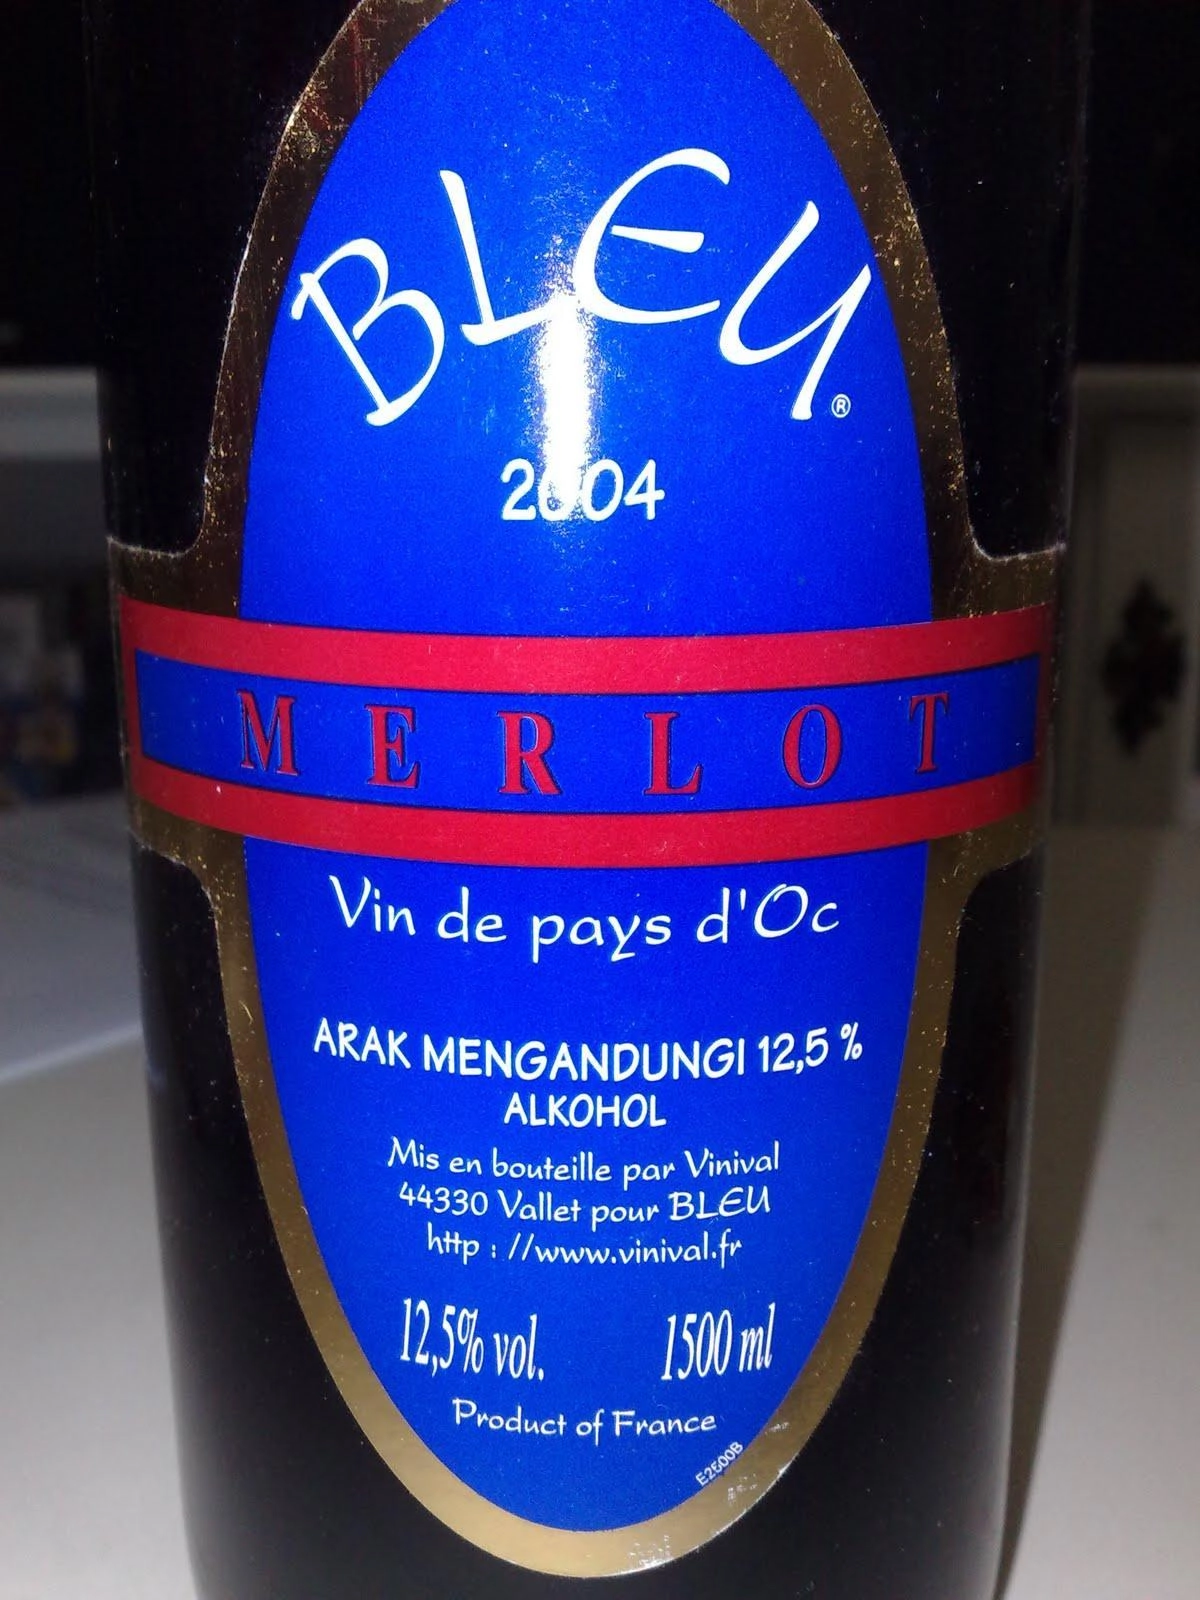 BLEU®
2004
MERLOT
Vin de pays d'Oc
ARAK MENGANDUNGI 12,5 %
ALKOHOL
Mis en bouteille par Vinival
44330 Vallet pour BLEU
http : //www.vinival.fr
12,5% vol. 1500 ml
Product of France
E2500B